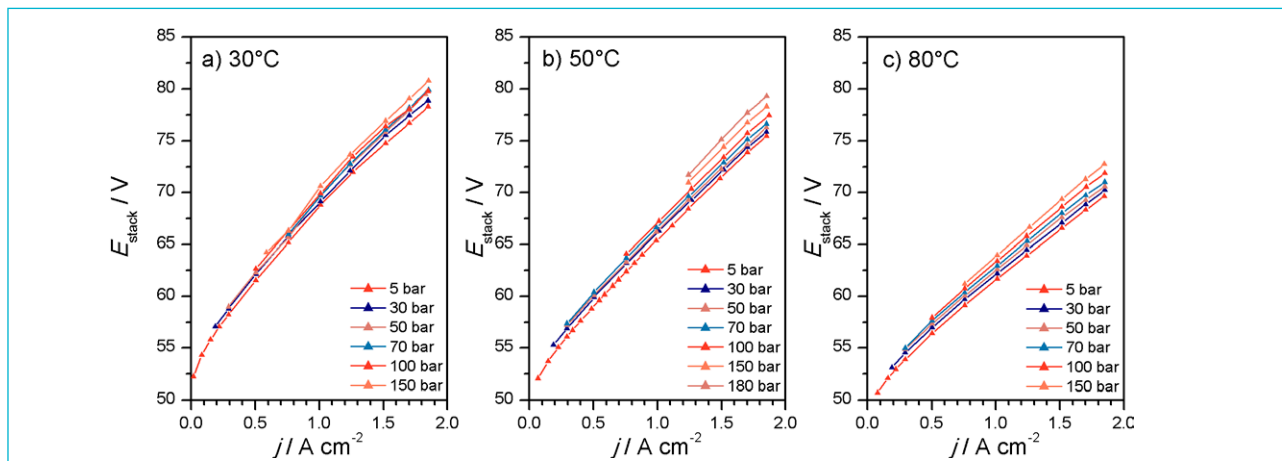 a) 30°C
E stack / V
85
80
75
70
65
60
55
50
0.0 0.5 1.0 1.5 2.0
j / A cm-2
5 bar
30 bar
50 bar
70 bar
100 bar
150 bar
b) 50°C
E stack / V
85
80
75
70
65
60
55
50
0.0 0.5 1.0 1.5 2.0
j / A cm-2
5 bar
30 bar
50 bar
70 bar
100 bar
150 bar
180 bar
c) 80°C
E stack / V
85
80
75
70
65
60
55
50
0.0 0.5 1.0 1.5 2.0
j / A cm-2
5 bar
30 bar
50 bar
70 bar
100 bar
150 bar